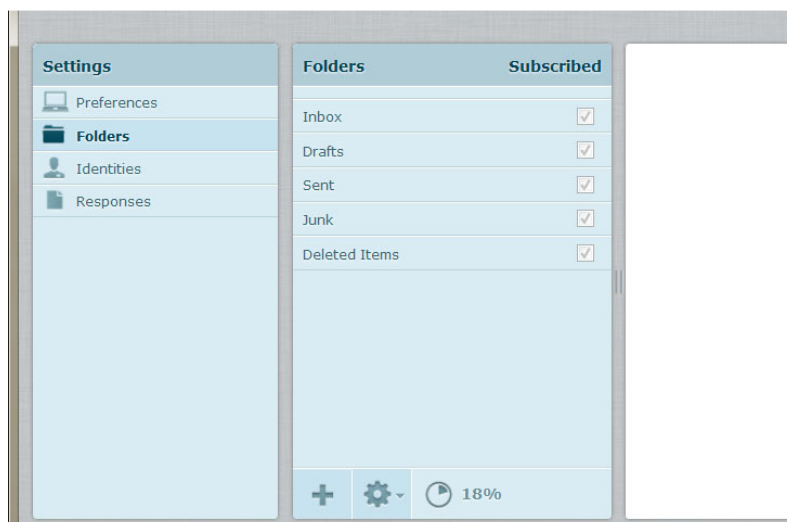 Settings
Preferences
Folders
Identities
Responses
Folders Subscribed
Inbox
Drafts
Sent
Junk
Deleted Items
18%